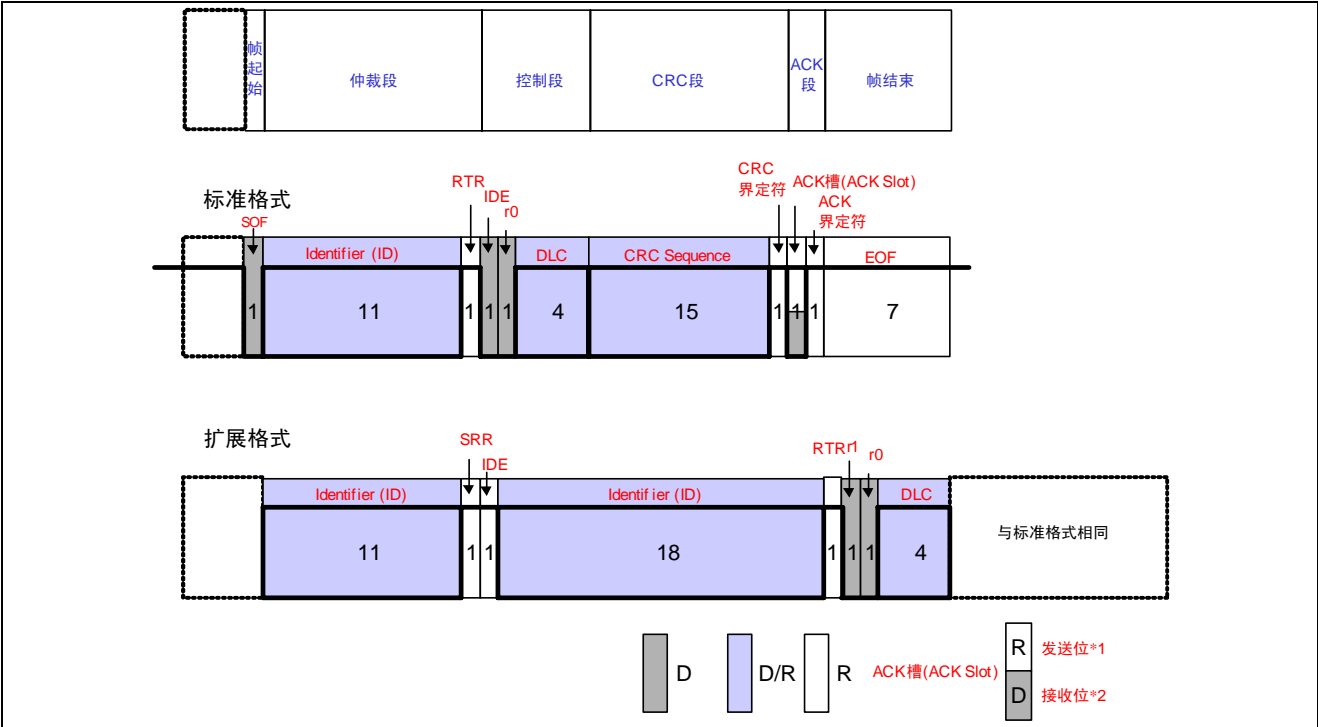 帧起始
仲裁段
控制段
CRC段
ACK段
帧结束
标准格式
SOF
RTR
IDE
r0
CRC
界定符
ACK槽(ACK Slot)
ACK
界定符
Identifier (ID)
DLC
CRC Sequence
EOF
1
11
1
1
1
4
15
1
1
1
7
扩展格式
SRR
IDE
RTR
r1
r0
Identifier (ID)
Identifier (ID)
DLC
11
1
1
18
1
1
1
4
与标准格式相同
D
D/R
R
ACK槽(ACK Slot)
R
发送位*1
D
接收位*2